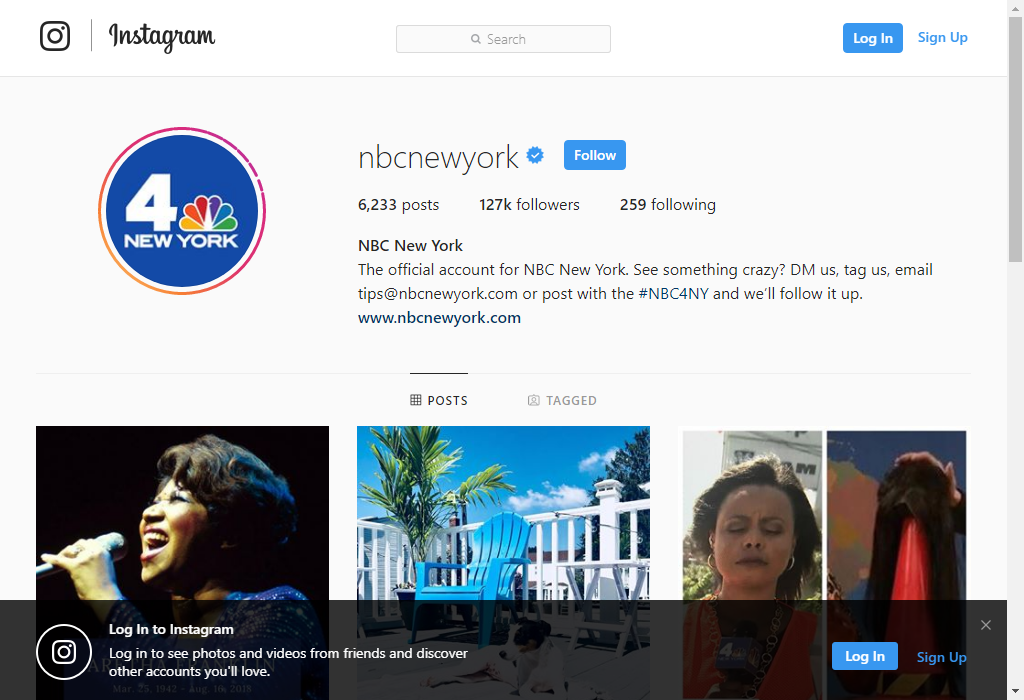 Instagram
Search
Log In
Sign Up
4
NEW YORK
nbcnewyork
Follow
6,233 posts
127k followers
259 following
NBC New York
The official account for NBC New York. See something crazy? DM us, tag us, email
tips@nbcnewyork.com or post with the #NBC4NY and we'll follow it up.
www.nbcnewyork.com
POSTS
TAGGED
Log In to Instagram
Log in to see photos and videos from friends and discover
other accounts you'll love.
Log In
Sign Up
ARETHA FRANKLIN
Mar. 25, 1942 - Aug. 16, 2018
4